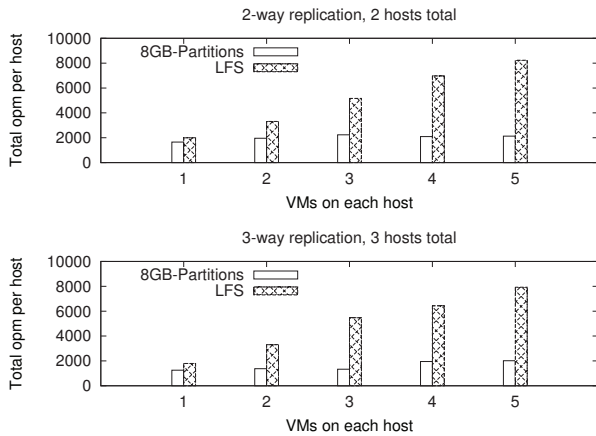 2-way replication, 2 hosts total
10000
8000
6000
4000
2000
0
Total opm per host
8GB-Partitions
LFS
1 2 3 4 5
VMs on each host
3-way replication, 3 hosts total
10000
8000
6000
4000
2000
0
Total opm per host
8GB-Partitions
LFS
1 2 3 4 5
VMs on each host